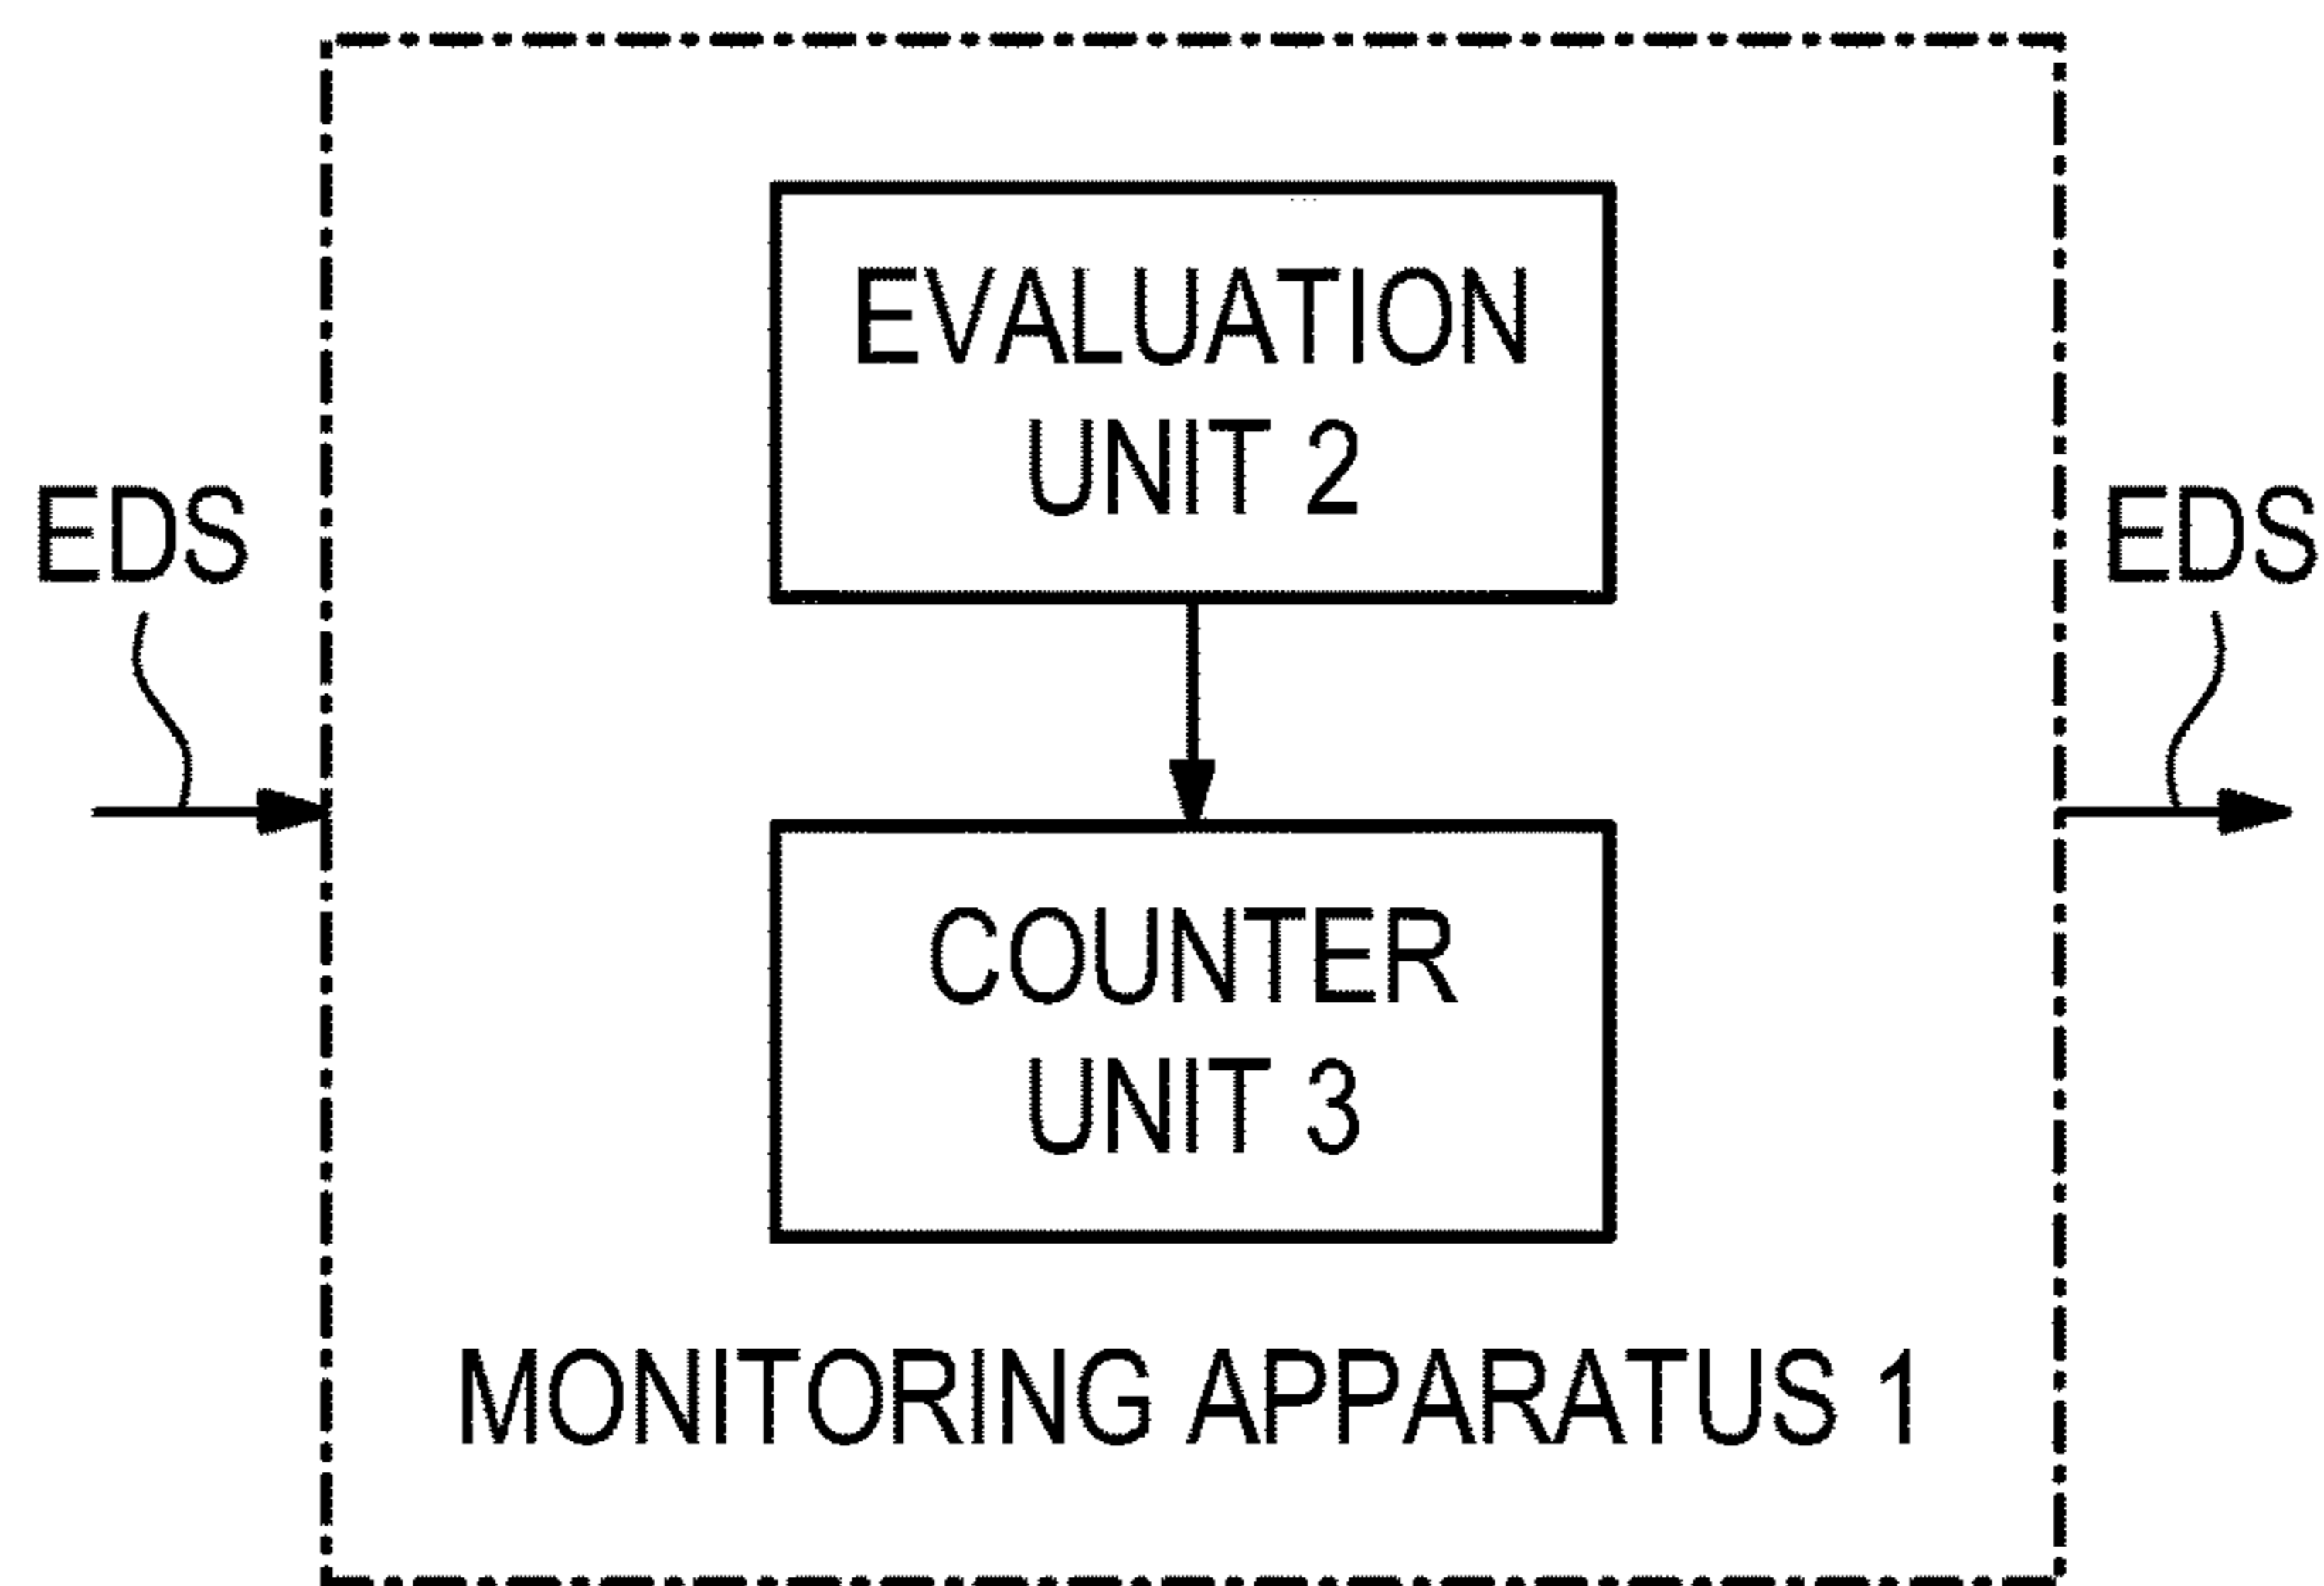 EVALUATION
UNIT 2
EDS
EDS
COUNTER
UNIT 3
MONITORING APPARATUS 1